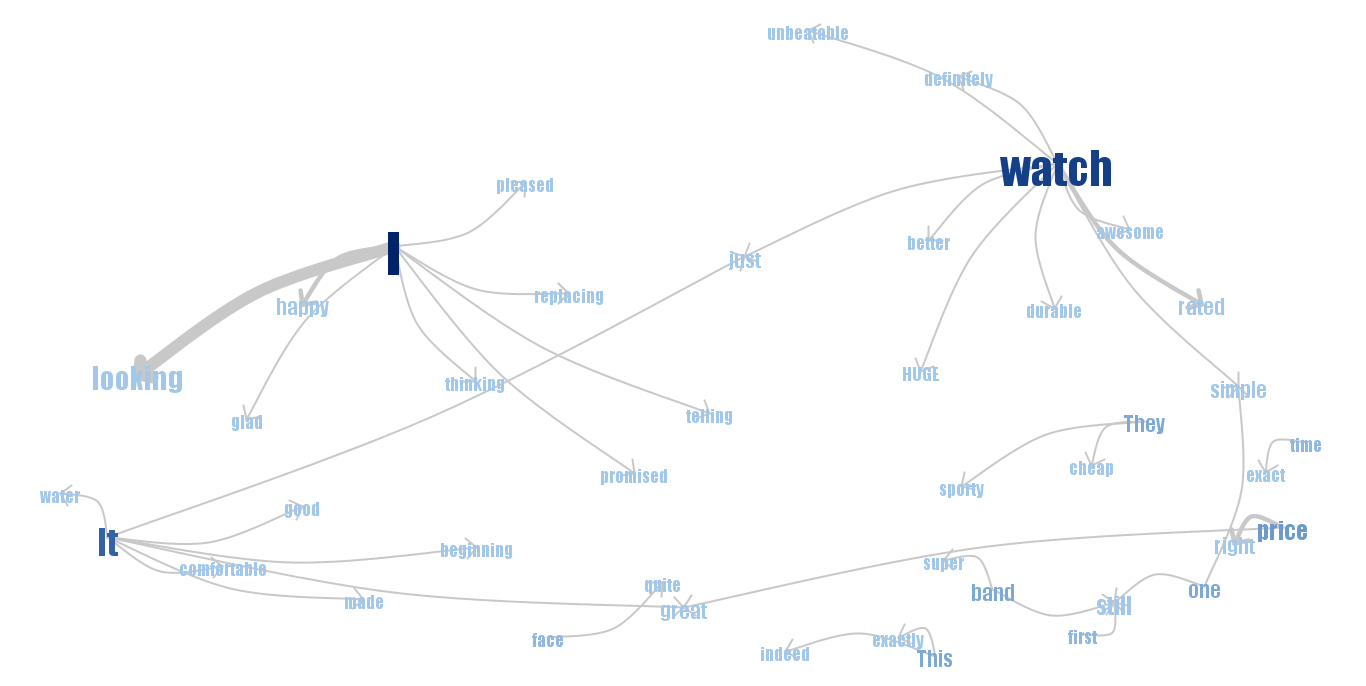 unbeatable
definitely
watch
pleased
awesome
better
I
just
replacing
happy
rated
durable
HUGE
looking
thinking
simple
telling
glad
They
time
cheap
exact
promised
sporty
water
good
price
It
right
beginning
super
comfortable
quite
band
one
made
still
great
first
face
exactly
indeed
This